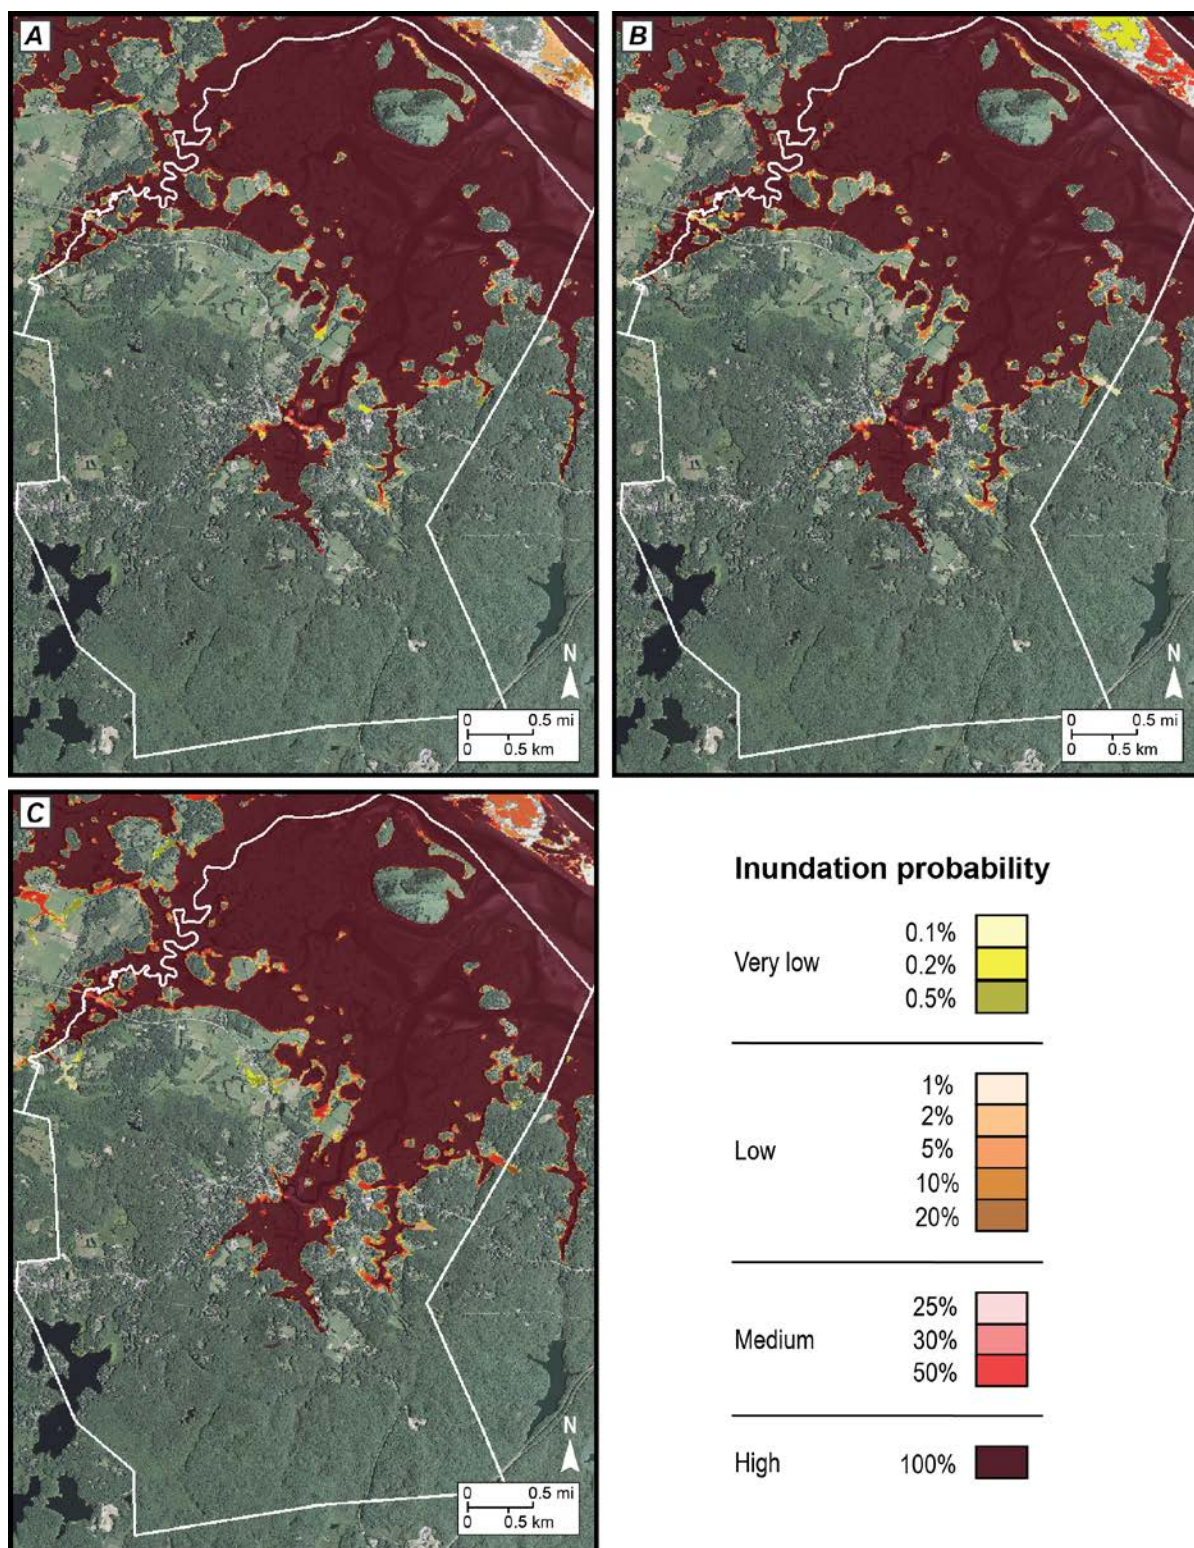 A
B
N
0 0.5 mi
0 0.5 km
N
0 0.5 mi
0 0.5 km
C
N
0 0.5 mi
0 0.5 km
Inundation probability
0.1%
Very low 0.2%
0.5%
1%
2%
Low 5%
10%
20%
25%
Medium 30%
50%
High 100%